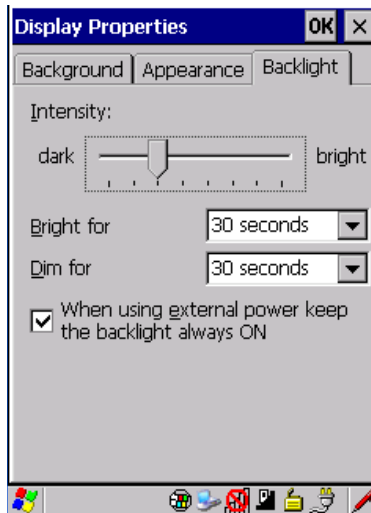 Display Properties OK ×
Background Appearance Backlight
Intensity:
dark bright
Bright for 30 seconds
Dim for 30 seconds
When using external power keep
the backlight always ON